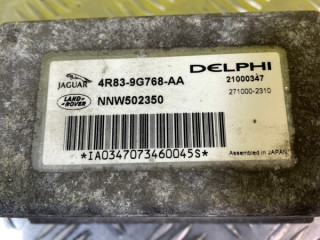 JAGUAR
4R83-9G768-AA
DELPHI
21000347
LAND-
ROVER
NNW502350
271000-2310
*IA0347073460045S*
Assembled in JAPAN